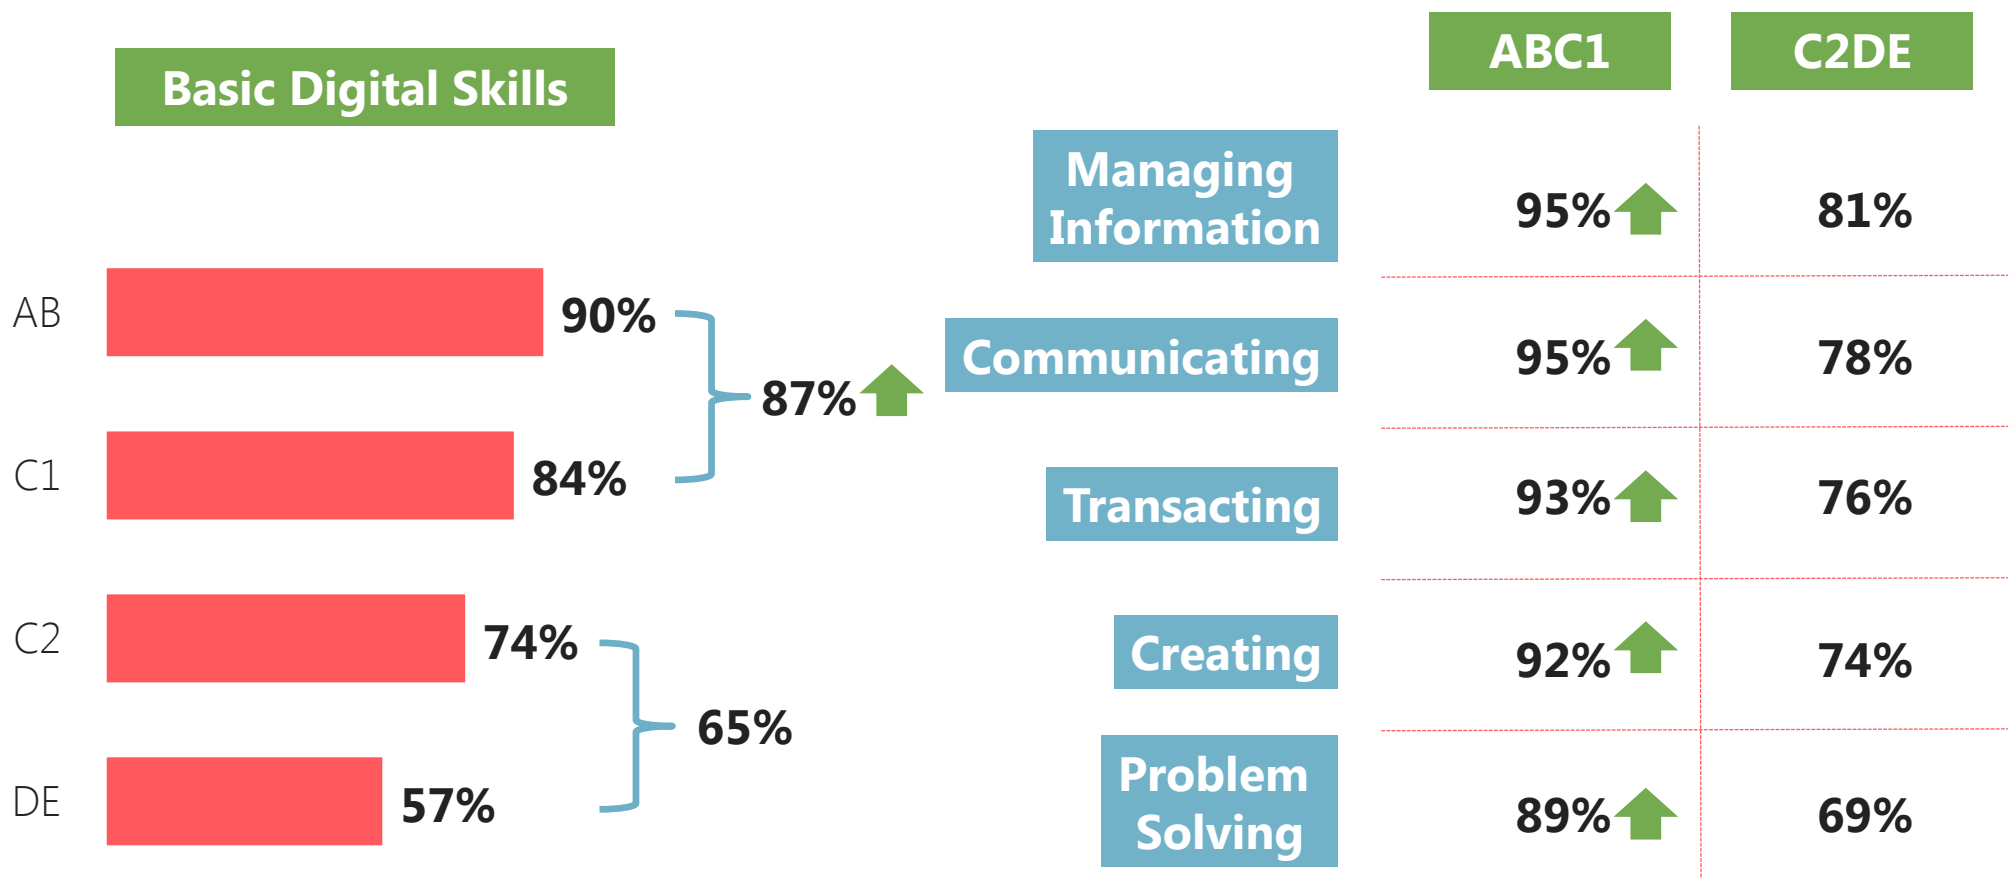 Basic Digital Skills
AB
90%
C1
84%
87%
C2
74%
DE
57%
65%
ABC1
C2DE
Managing
Information
95%
81%
Communicating
95%
78%
Transacting
93%
76%
Creating
92%
74%
Problem
Solving
89%
69%